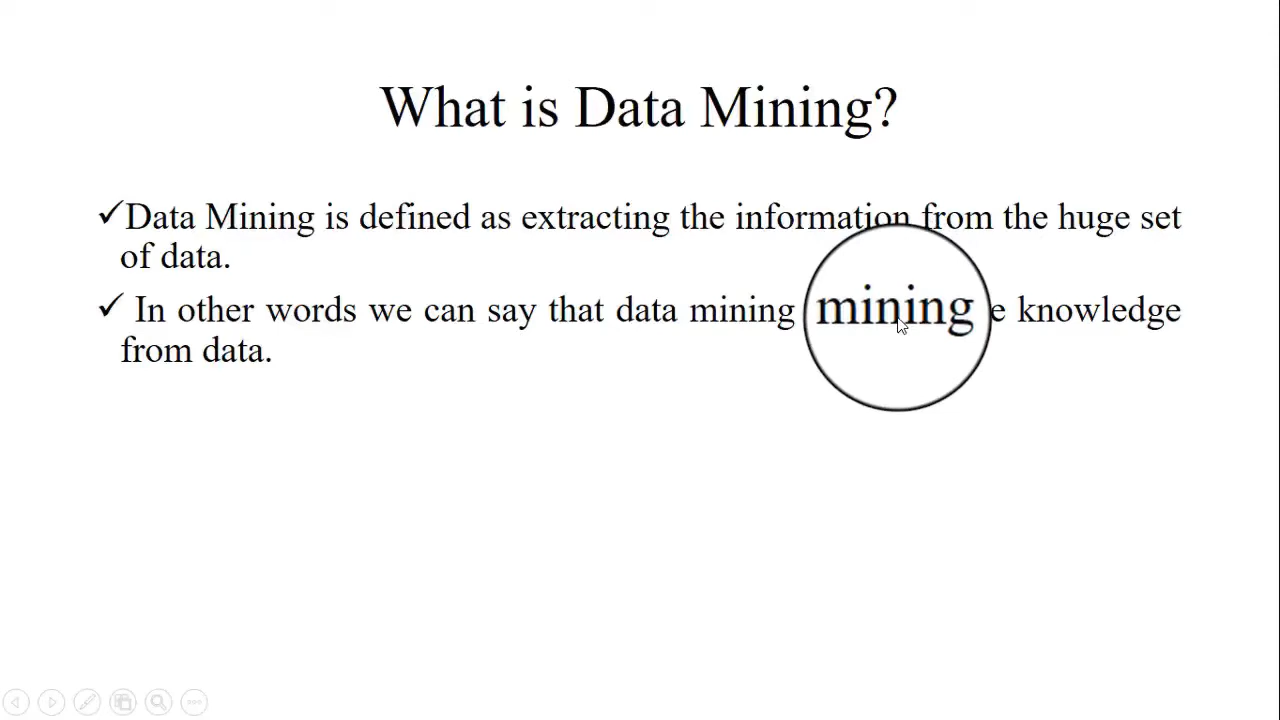 What is Data Mining?
✓Data Mining is defined as extracting the information from the huge set
of data.
✓ In other words we can say that data mining mining e knowledge
from data.